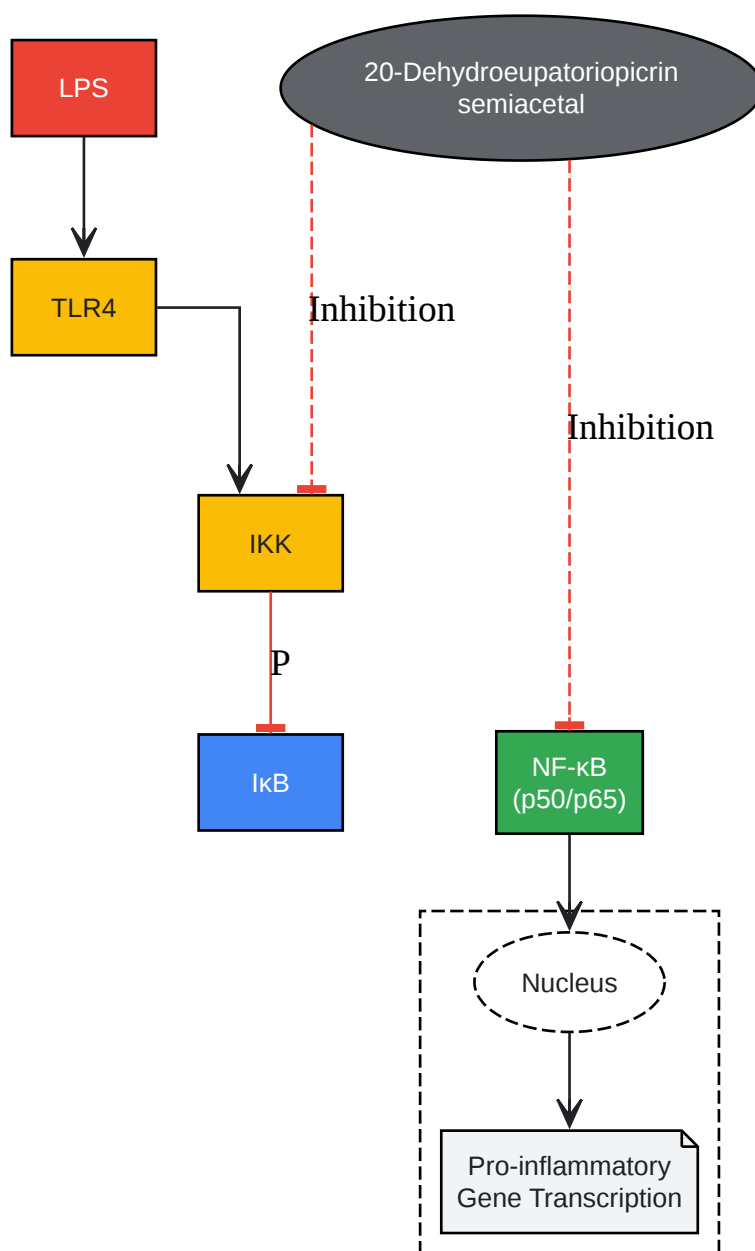 LPS
20-Dehydroeupatoriopicrin
semiacetal
TLR4
Inhibition
Inhibition
IKK
P
IκB
NF-κB
(p50/p65)
Nucleus
Pro-inflammatory
Gene Transcription